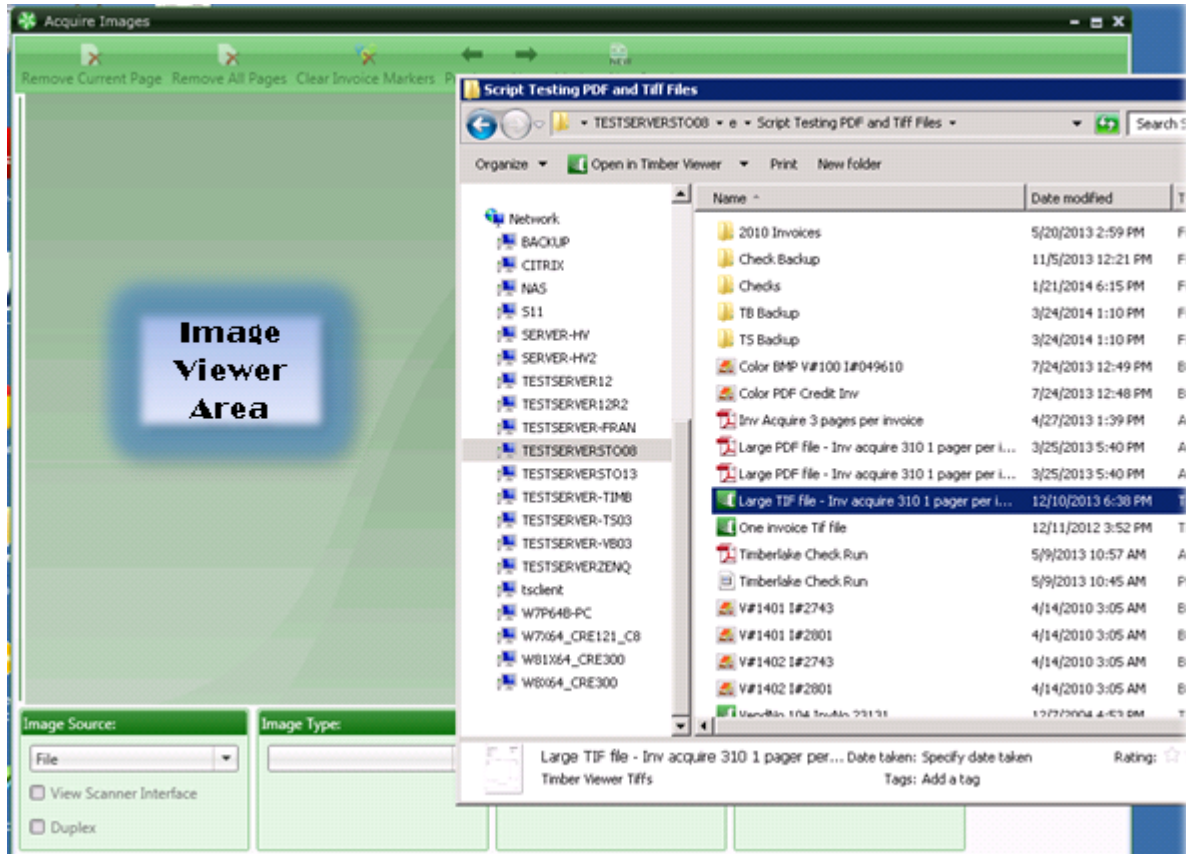 Acquire Images
Remove Current Page Remove All Pages Clear Invoice Markers P
NEW
Image
Viewer
Area
Image Source:
File
View Scanner Interface
Duplex
Image Type:
Script Testing PDF and Tiff Files
TESTSERVERSTO08 e Script Testing PDF and Tiff Files
Organize Open in Timber Viewer Print New folder
Network
BACKUP
CITRIX
NAS
S11
SERVER-HV
SERVER-HV2
TESTSERVER12
TESTSERVER12R2
TESTSERVER-FRAN
TESTSERVERSTO08
TESTSERVERSTO13
TESTSERVER-TIMB
TESTSERVER-TS03
TESTSERVER-VB03
TESTSERVERZENQ
tsclient
W7P64B-PC
W7X64_CRE121_C8
W81X64_CRE300
W8X64_CRE300
Name Date modified T
2010 Invoices 5/20/2013 2:59 PM F
Check Backup 11/5/2013 12:21 PM F
Checks 1/21/2014 6:15 PM F
TB Backup 3/24/2014 1:10 PM F
TS Backup 3/24/2014 1:10 PM F
Color BMP V#100 I#049610 7/24/2013 12:49 PM B
Color PDF Credit Inv 7/24/2013 12:48 PM B
Inv Acquire 3 pages per invoice 4/27/2013 1:39 PM A
Large PDF file - Inv acquire 310 1 pager per i... 3/25/2013 5:40 PM A
Large PDF file - Inv acquire 310 1 pager per i... 3/25/2013 5:40 PM A
Large TIF file - Inv acquire 310 1 pager per i... 12/10/2013 6:38 PM T
One invoice Tif file 12/11/2012 3:52 PM T
Timberlake Check Run 5/9/2013 10:57 AM A
Timberlake Check Run 5/9/2013 10:45 AM P
V#1401 I#2743 4/14/2010 3:05 AM B
V#1401 I#2801 4/14/2010 3:05 AM B
V#1402 I#2743 4/14/2010 3:05 AM B
V#1402 I#2801 4/14/2010 3:05 AM B
VendNo 104 InvNo 23131 12/7/2004 4:53 PM T
Large TIF file - Inv acquire 310 1 pager per... Date taken: Specify date taken Rating:
Timber Viewer Tiffs Tags: Add a tag